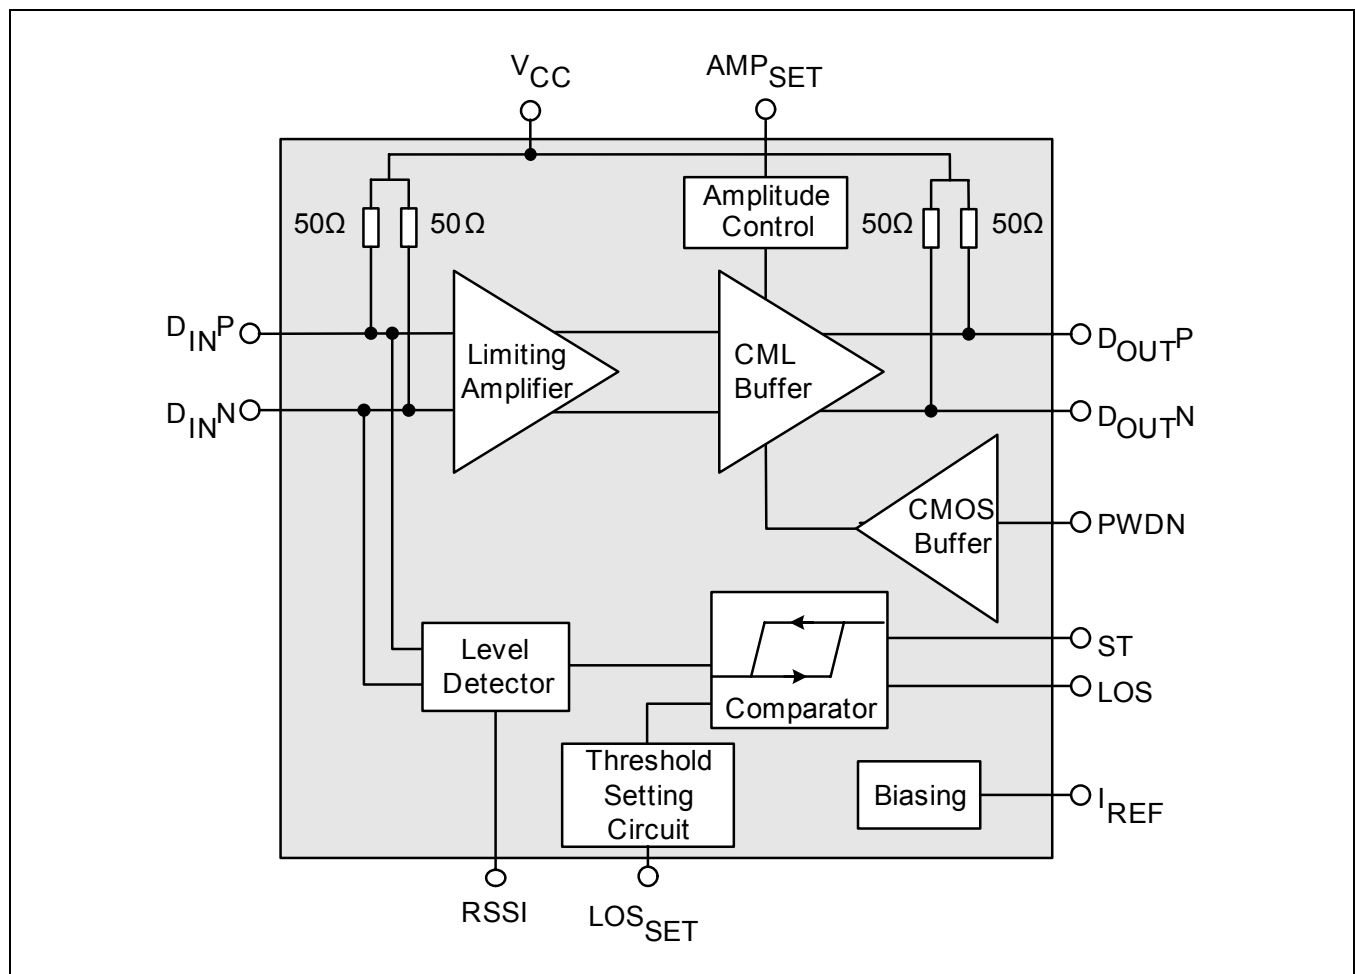 VCC
AMPSET
Amplitude
Control
50Ω
50Ω
50Ω
50Ω
DINP
Limiting
Amplifier
CML
Buffer
DOUTP
DINN
DOUTN
CMOS
Buffer
PWDN
Level
Detector
Comparator
ST
LOS
Threshold
Setting
Circuit
Biasing
IREF
RSSI
LOSSET